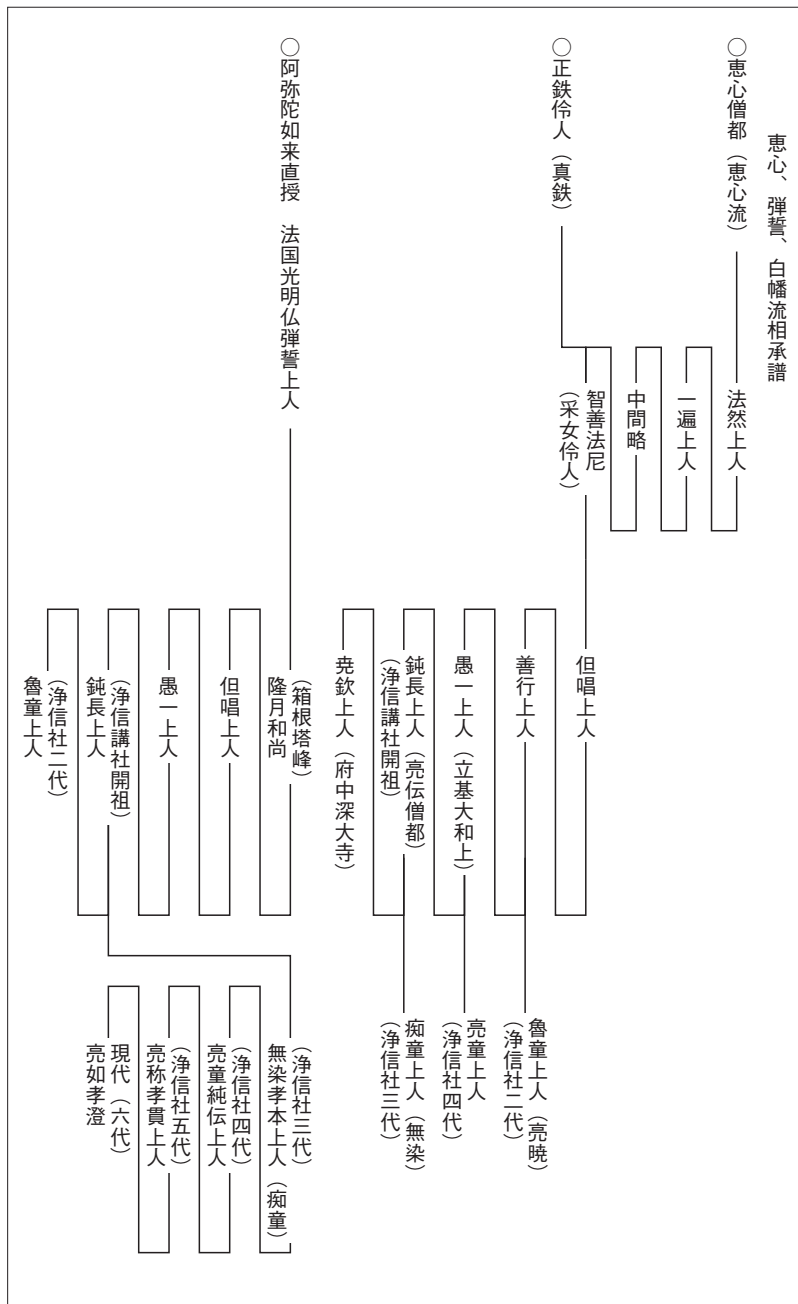 恵心、弾誓、白幡流相承譜
○恵心僧都（恵心流）
法然上人
一遍上人
中間略
智善法尼
（采女伶人）
○正鉄伶人（真鉄）
但唱上人
善行上人
魯童上人（亮暁）
（浄信社二代）
愚一上人（立基大和上）
亮童上人
（浄信社四代）
鈍長上人（亮伝僧都）
（浄信講社開祖）
痴童上人（無染）
（浄信社三代）
尭欽上人（府中深大寺）
○阿弥陀如来直授　法国光明仏弾誓上人
（箱根塔峰）
隆月和尚
但唱上人
愚一上人
（浄信講社開祖）
鈍長上人
（浄信社二代）
魯童上人
（浄信社三代）
無染孝本上人（痴童）
（浄信社四代）
亮童純伝上人
（浄信社五代）
亮称孝貫上人
現代（六代）
亮如孝澄